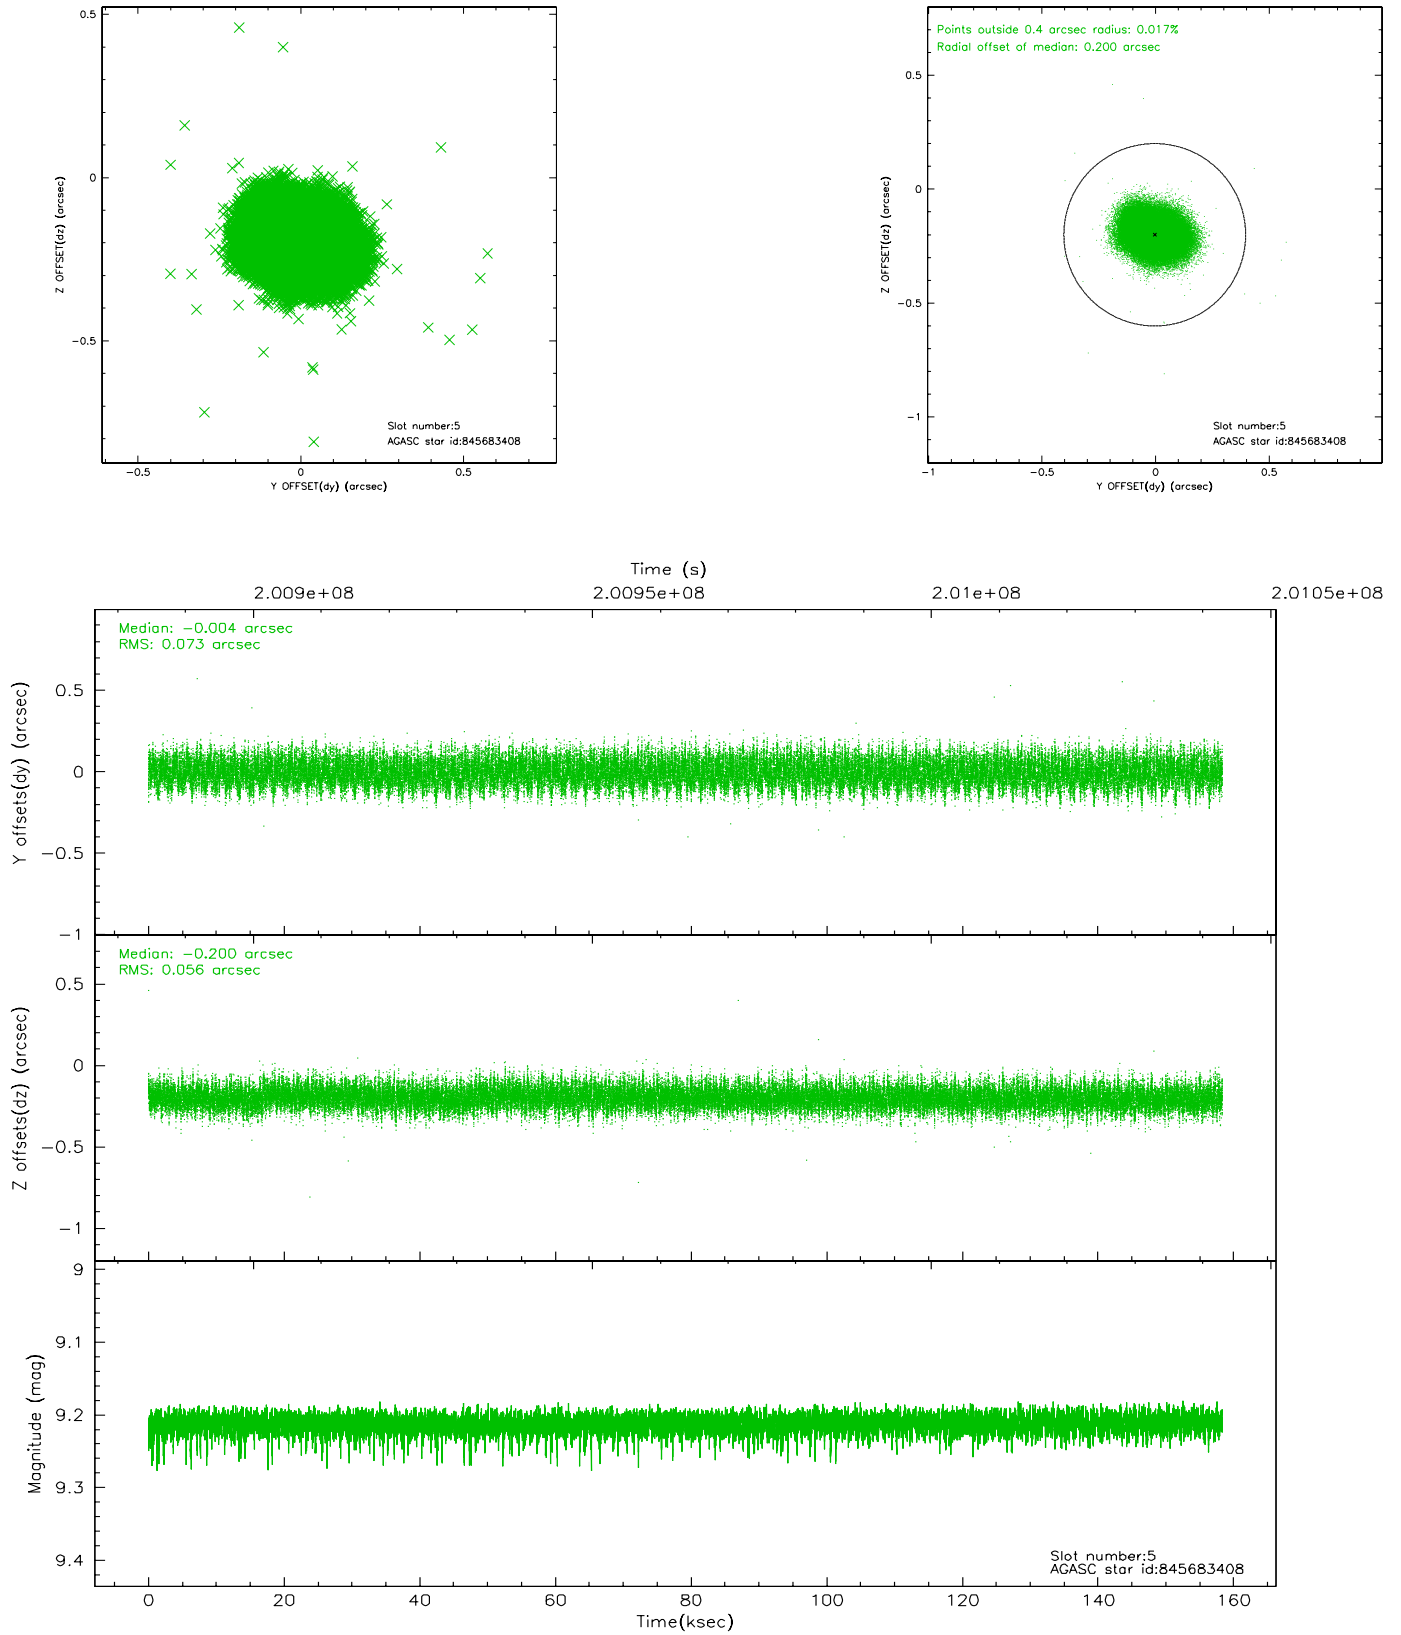 0.5
0
−0.5
Z OFFSET(dz) (arcsec)
Slot number:5
AGASC star id:845683408
−0.5 0 0.5
Y OFFSET(dy) (arcsec)
Points outside 0.4 arcsec radius: 0.017%
Radial offset of median: 0.200 arcsec
0.5
0
−0.5
−1
Z OFFSET(dz) (arcsec)
Slot number:5
AGASC star id:845683408
−1 −0.5 0 0.5
Y OFFSET(dy) (arcsec)
Time (s)
2.009e+08 2.0095e+08 2.01e+08 2.0105e+08
Median: −0.004 arcsec
RMS: 0.073 arcsec
0.5
0
−0.5
−1
Y offsets(dy) (arcsec)
Median: −0.200 arcsec
RMS: 0.056 arcsec
0.5
0
−0.5
−1
Z offsets(dz) (arcsec)
9
9.1
9.2
9.3
9.4
Magnitude (mag)
Slot number:5
AGASC star id:845683408
0 20 40 60 80 100 120 140 160
Time(ksec)